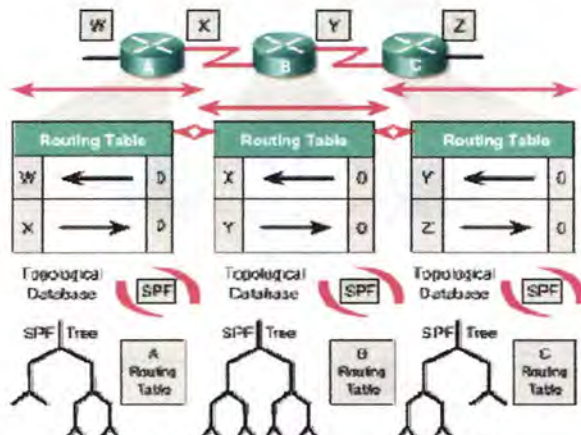 W X Y Z
A B C
Routing Table Routing Table Routing Table
W 0 X 0 Y 0
X 0 Y 0 Z 0
Topological Topological Topological
Database SPF Database SPF Database SPF
SPF Tree SPF Tree SPF Tree
A B C
Routing Routing Routing
Table Table Table